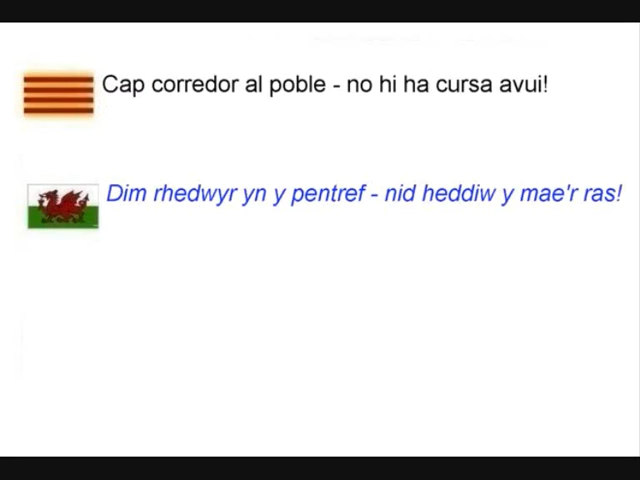 Cap corredor al poble - no hi ha cursa avui!
Dim rhedwyr yn y pentref - nid heddiw y mae'r ras!